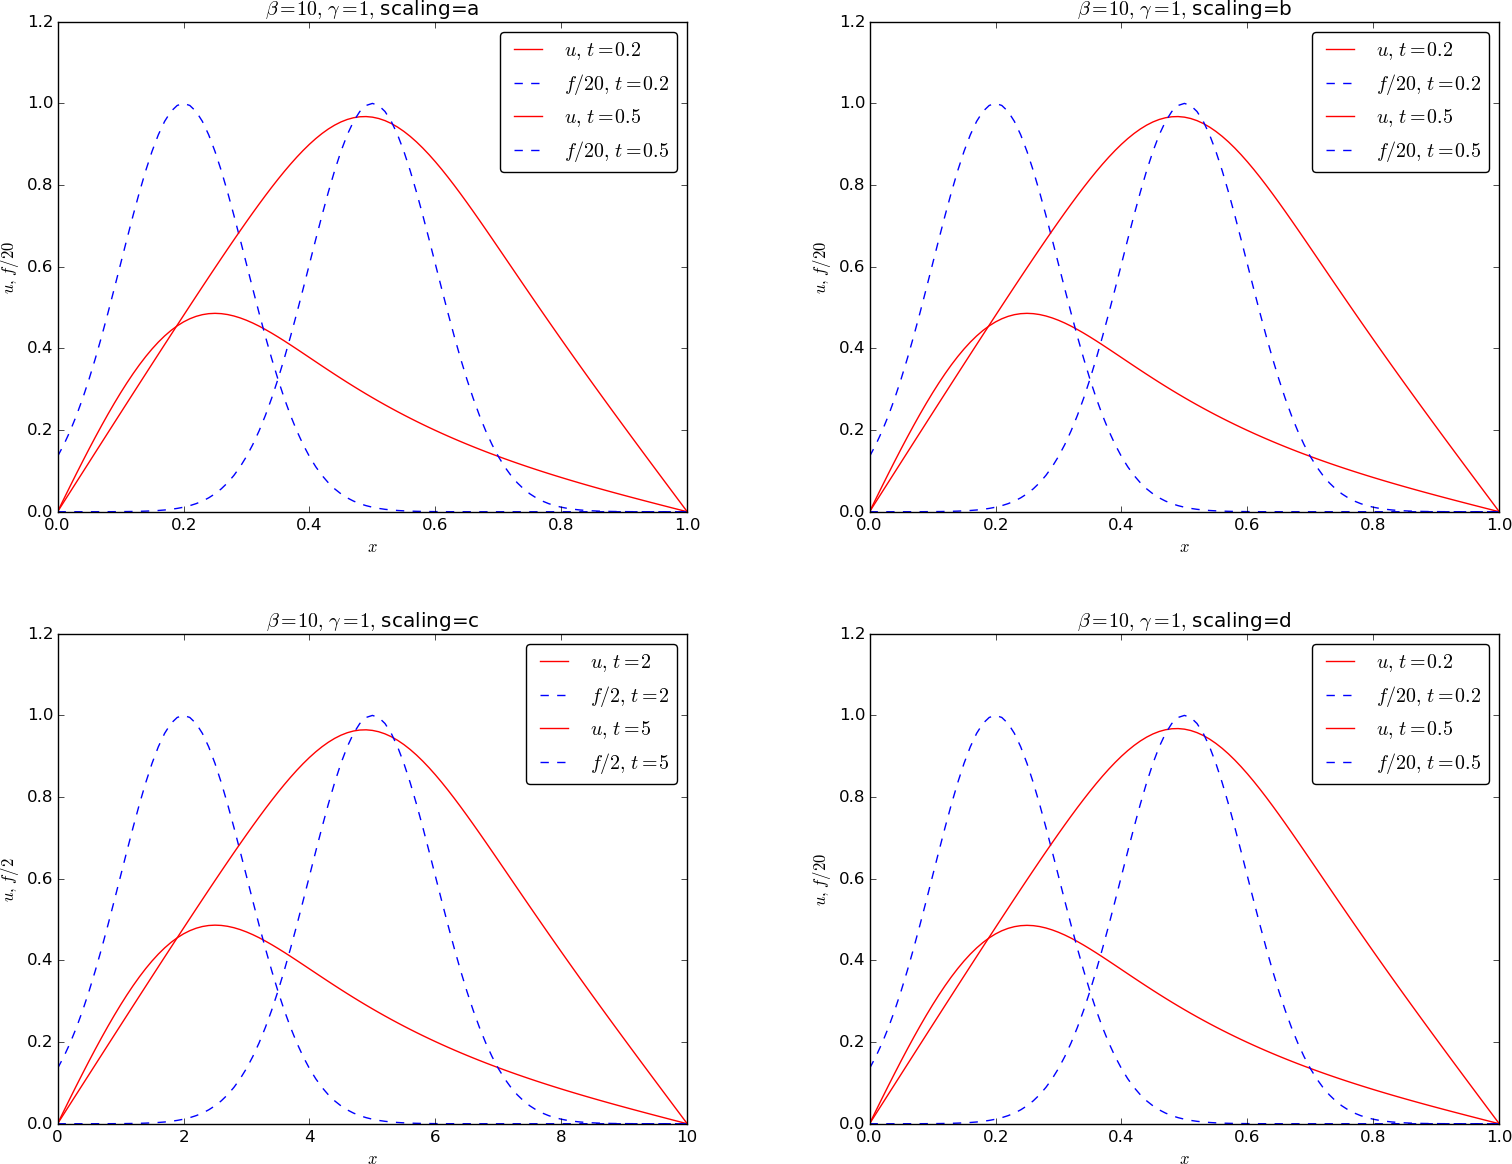 β=10, γ=1, scaling=a
1.2
1.0
0.8
0.6
0.4
0.2
0.0
u, f/20
u, t=0.2
f/20, t=0.2
u, t=0.5
f/20, t=0.5
0.0 0.2 0.4 0.6 0.8 1.0
x
β=10, γ=1, scaling=b
1.2
1.0
0.8
0.6
0.4
0.2
0.0
u, f/20
u, t=0.2
f/20, t=0.2
u, t=0.5
f/20, t=0.5
0.0 0.2 0.4 0.6 0.8 1.0
x
β=10, γ=1, scaling=c
1.2
1.0
0.8
0.6
0.4
0.2
0.0
u, f/2
u, t=2
f/2, t=2
u, t=5
f/2, t=5
0 2 4 6 8 10
x
β=10, γ=1, scaling=d
1.2
1.0
0.8
0.6
0.4
0.2
0.0
u, f/20
u, t=0.2
f/20, t=0.2
u, t=0.5
f/20, t=0.5
0.0 0.2 0.4 0.6 0.8 1.0
x